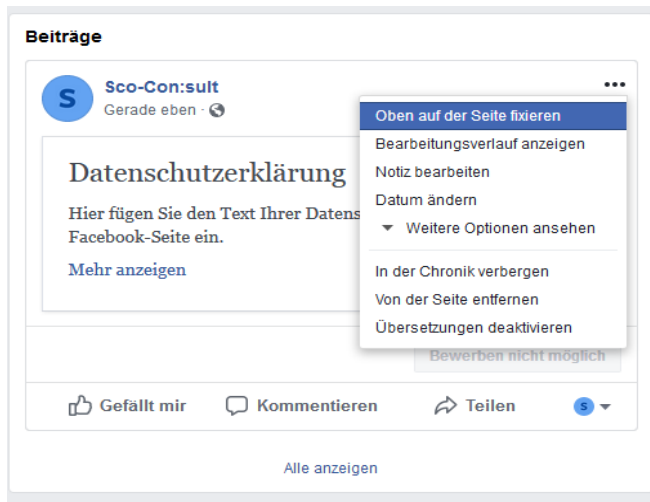 Beiträge
S
Sco-Con:sult
Gerade eben ·
Oben auf der Seite fixieren
Bearbeitungsverlauf anzeigen
Notiz bearbeiten
Datum ändern
Weitere Optionen ansehen
In der Chronik verbergen
Von der Seite entfernen
Übersetzungen deaktivieren
Datenschutzerklärung
Hier fügen Sie den Text Ihrer Datens
Facebook-Seite ein.
Mehr anzeigen
Bewerben nicht möglich
Gefällt mir Kommentieren Teilen S
Alle anzeigen